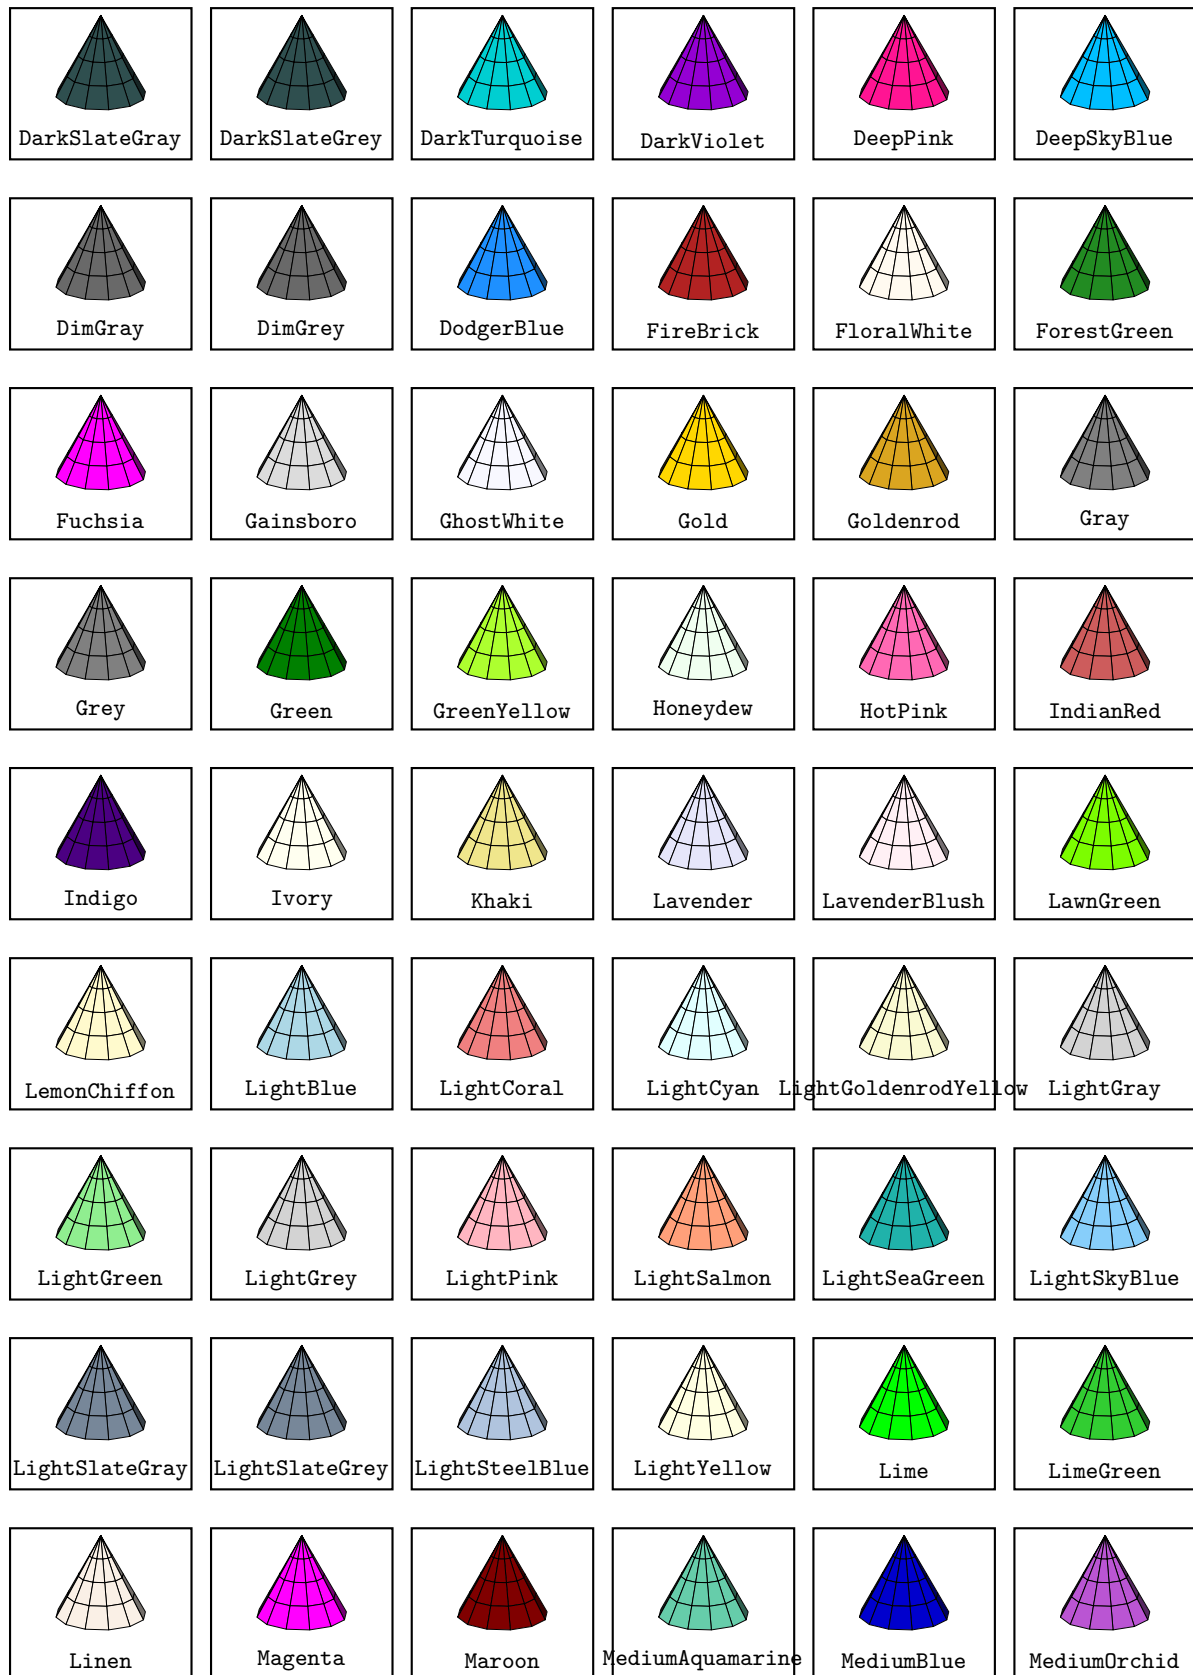 DarkSlateGray DarkSlateGrey DarkTurquoise DarkViolet DeepPink DeepSkyBlue
DimGray DimGrey DodgerBlue FireBrick FloralWhite ForestGreen
Fuchsia Gainsboro GhostWhite Gold Goldenrod Gray
Grey Green GreenYellow Honeydew HotPink IndianRed
Indigo Ivory Khaki Lavender LavenderBlush LawnGreen
LemonChiffon LightBlue LightCoral LightCyan LightGoldenrodYellow LightGray
LightGreen LightGrey LightPink LightSalmon LightSeaGreen LightSkyBlue
LightSlateGray LightSlateGrey LightSteelBlue LightYellow Lime LimeGreen
Linen Magenta Maroon MediumAquamarine MediumBlue MediumOrchid